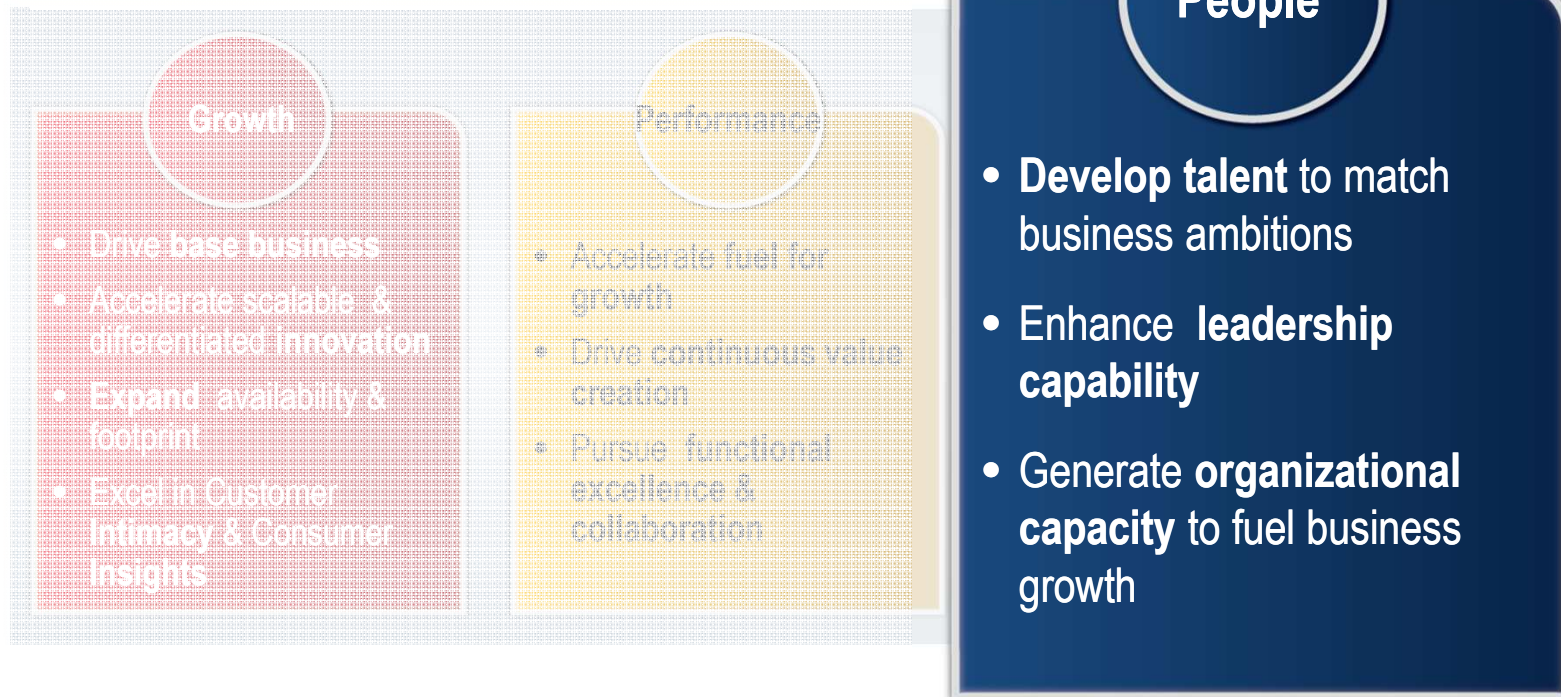 Growth
• Drive base business
• Accelerate scalable & 
differentiated innovation
• Expand availability &
footprint
• Excel in Customer
Intimacy & Consumer
Insights
Performance
• Accelerate fuel for
growth
• Drive continuous value
creation
• Pursue functional
excellence &
collaboration
People
• Develop talent to match
business ambitions
• Enhance leadership
capability
• Generate organizational
capacity to fuel business
growth